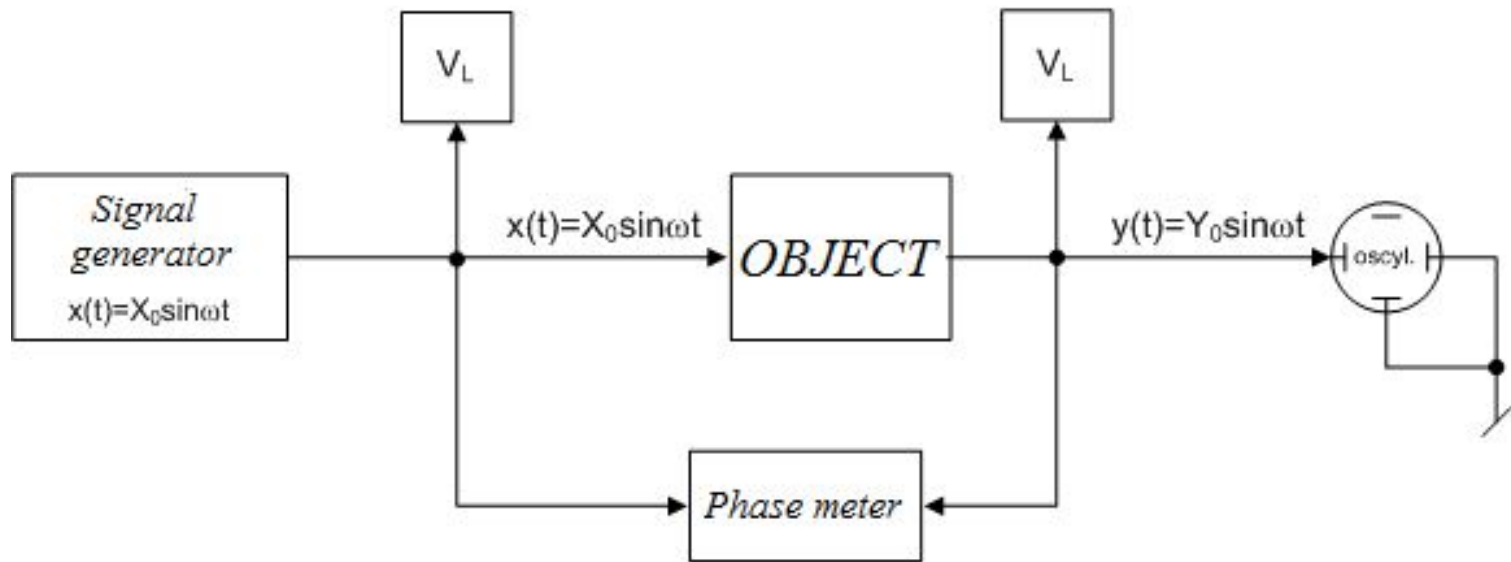 V_L
V_L
Signal
generator
x(t)=X₀sinωt
x(t)=X₀sinωt
OBJECT
y(t)=Y₀sinωt
oscyl.
Phase meter